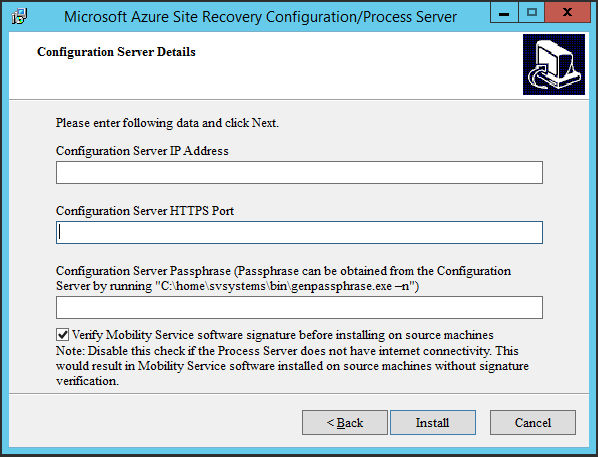 Microsoft Azure Site Recovery Configuration/Process Server
Configuration Server Details
Please enter following data and click Next.
Configuration Server IP Address
Configuration Server HTTPS Port
Configuration Server Passphrase (Passphrase can be obtained from the Configuration
Server by running "C:\home\svsystems\bin\genpassphrase.exe –n")
Verify Mobility Service software signature before installing on source machines
Note: Disable this check if the Process Server does not have internet connectivity. This
would result in Mobility Service software installed on source machines without signature
verification.
< Back
Install
Cancel